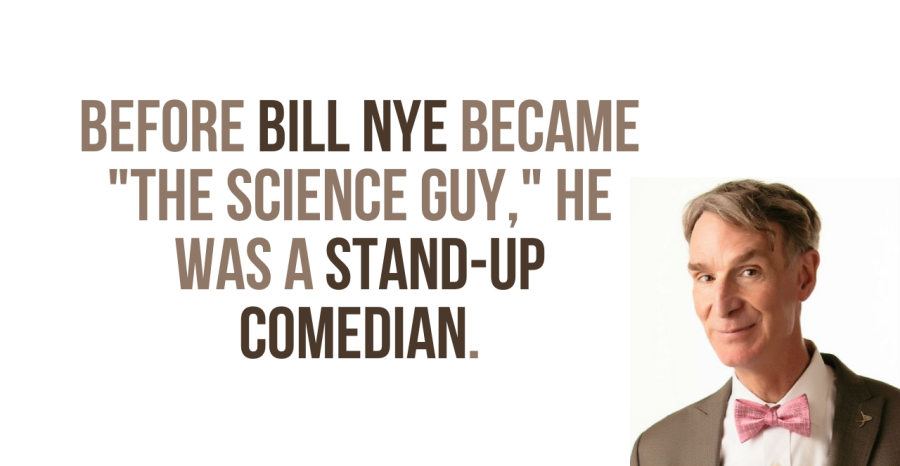 BEFORE BILL NYE BECAME
"THE SCIENCE GUY," HE
WAS A STAND-UP
COMEDIAN.